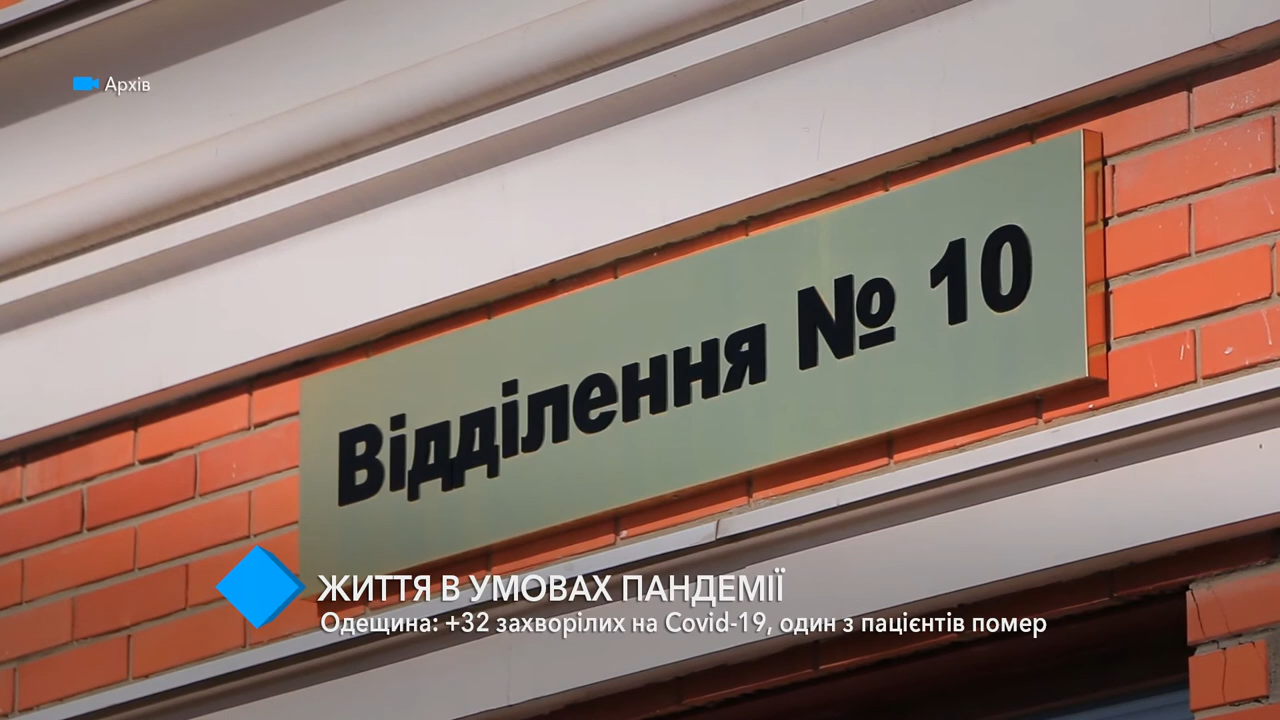 Архів
Відділення № 10
ЖИТТЯ В УМОВАХ ПАНДЕМІЇ
Одещина: +32 захворілих на Covid-19, один з пацієнтів помер